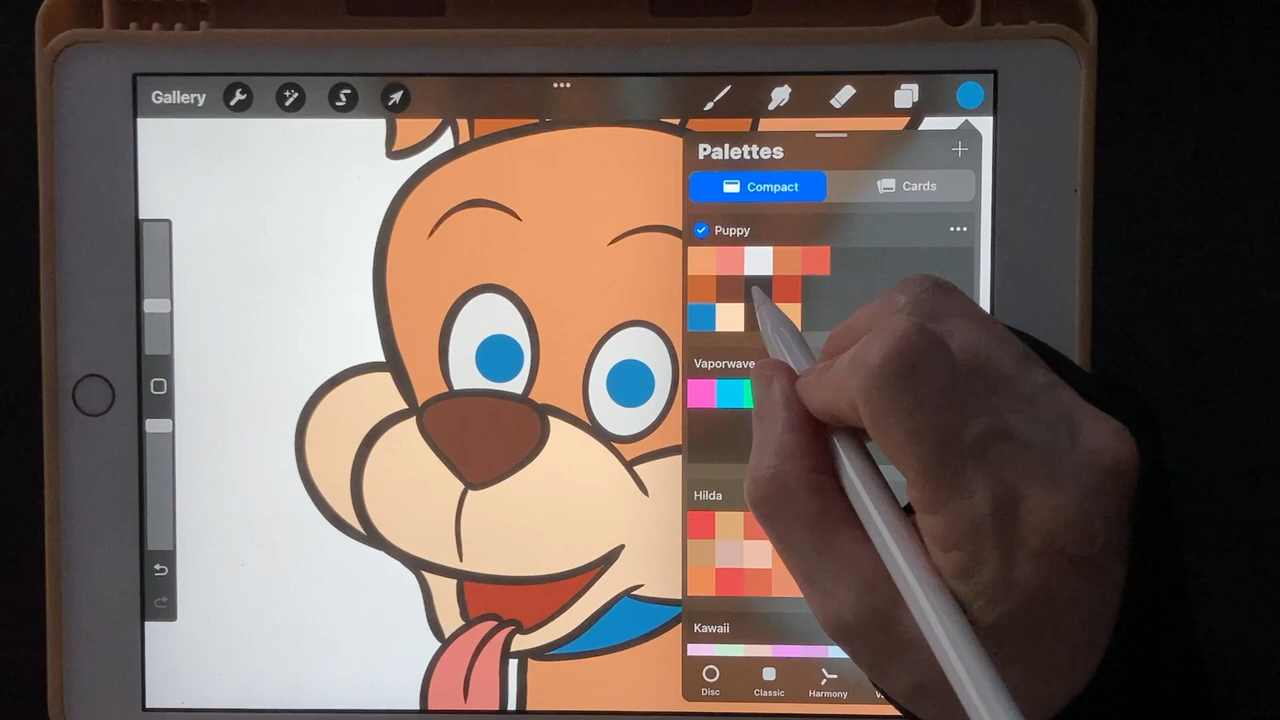 Gallery
Palettes
Compact
Cards
Puppy
Vaporwave
Hilda
Kawaii
Disc
Classic
Harmony